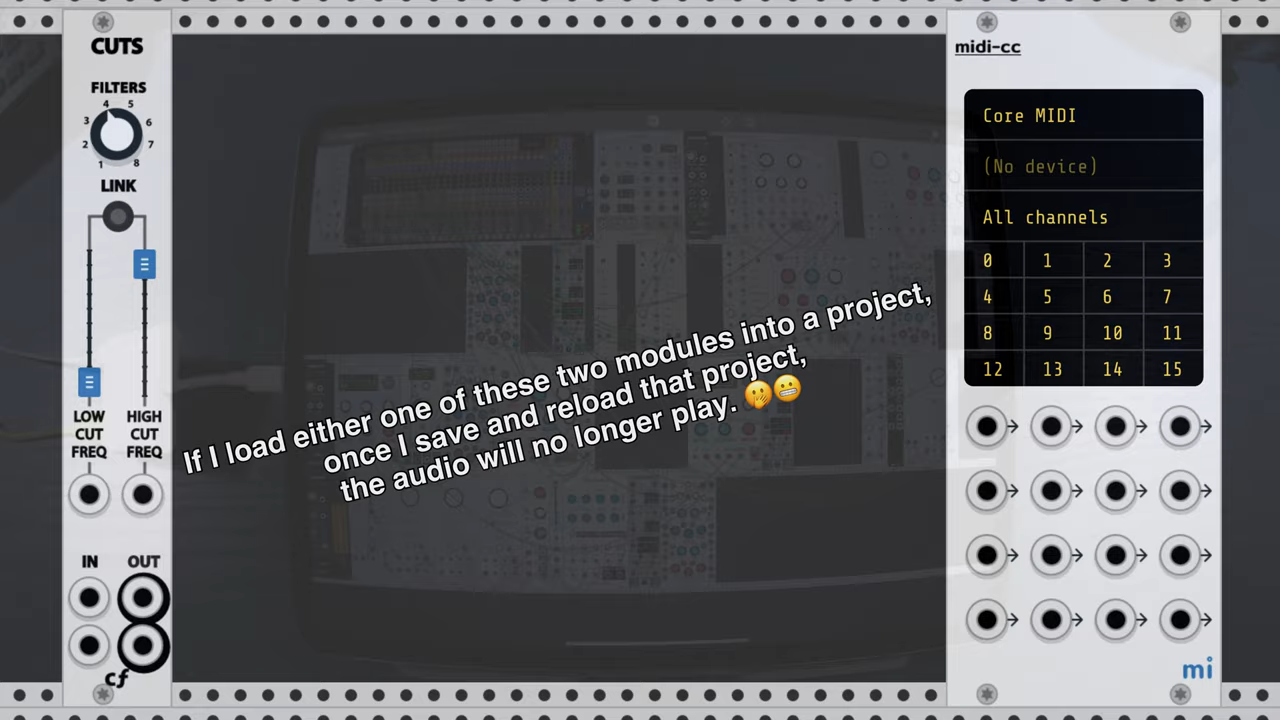 CUTS
FILTERS
4 5
3 6
2 7
1 8
LINK
LOW CUT FREQ
HIGH CUT FREQ
IN OUT
cf
If I load either one of these two modules into a project,
once I save and reload that project,
the audio will no longer play. 🤭😬
midi-cc
Core MIDI
(No device)
All channels
0 1 2 3
4 5 6 7
8 9 10 11
12 13 14 15
mi